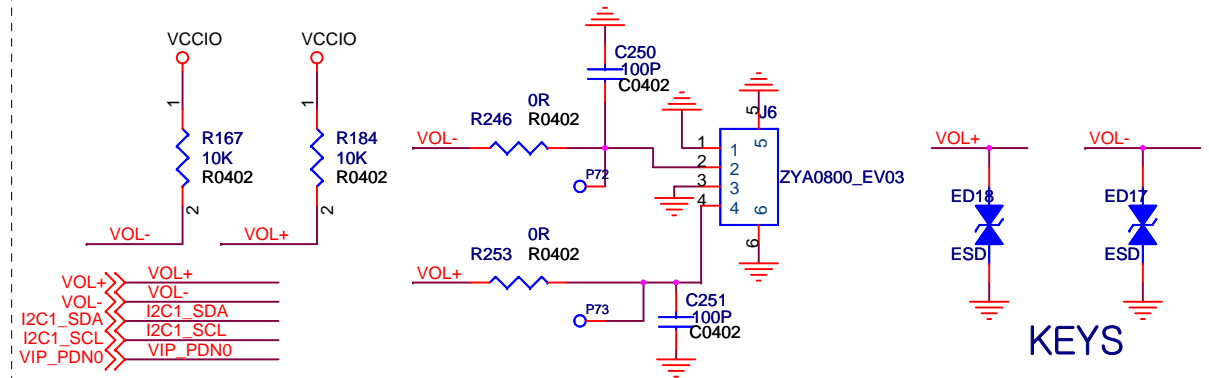 VCCIO
1
R167
10K
R0402
2
VOL-
VCCIO
1
R184
10K
R0402
2
VOL+
VOL+ VOL+
VOL- VOL-
I2C1_SDA I2C1_SDA
I2C1_SCL I2C1_SCL
VIP_PDN0 VIP_PDN0
C250
100P
C0402
0R
R246 R0402
VOL-
P72
5
J6
1 1 5
2 2
3 3
4 4 6
6
ZYA0800_EV03
0R
R253 R0402
VOL+
P73
C251
100P
C0402
VOL+
ED18
ESD
VOL-
ED17
ESD
KEYS